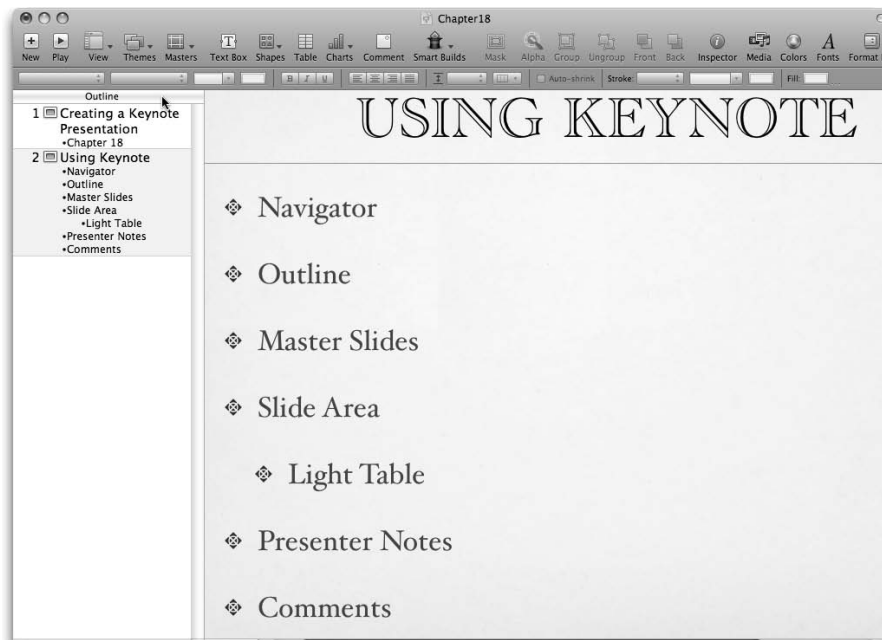 Chapter18
New Play View Themes Masters Text Box Shapes Table Charts Comment Smart Builds Mask Alpha Group Ungroup Front Back Inspector Media Colors Fonts Format
B I U Auto-shrink Stroke: Fill:
Outline
1 Creating a Keynote
Presentation
•Chapter 18
2 Using Keynote
•Navigator
•Outline
•Master Slides
•Slide Area
•Light Table
•Presenter Notes
•Comments
USING KEYNOTE
Navigator
Outline
Master Slides
Slide Area
Light Table
Presenter Notes
Comments